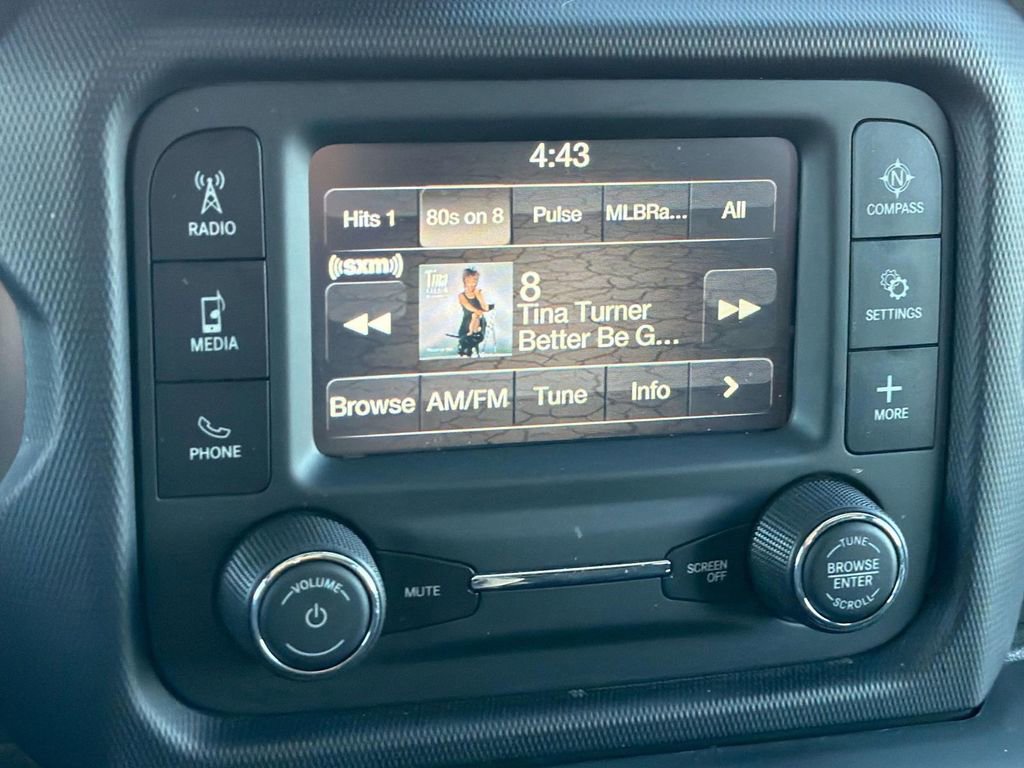 4:43
Hits 1
80s on 8
Pulse
MLBRa...
All
((sxm))
8
Tina Turner
Better Be G...
Tina
Browse
AM/FM
Tune
Info
RADIO
MEDIA
PHONE
N
COMPASS
SETTINGS
MORE
VOLUME
MUTE
SCREEN
OFF
TUNE
BROWSE
ENTER
SCROLL